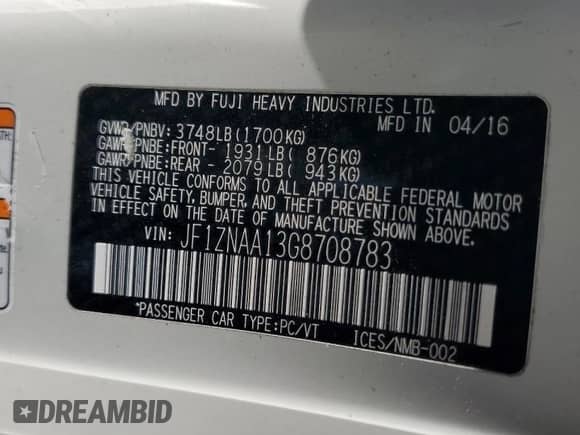 MFD BY FUJI HEAVY INDUSTRIES LTD.
MFD IN 04/16
GVWR/PNBV: 3748LB(1700KG)
GAWR/PNBE:FRONT- 1931LB( 876KG)
GAWR/PNBE:REAR - 2079LB( 943KG)
THIS VEHICLE CONFORMS TO ALL APPLICABLE FEDERAL MOTOR
VEHICLE SAFETY, BUMPER, AND THEFT PREVENTION STANDARDS
IN EFFECT ON THE DATE OF MANUFACTURE SHOWN ABOVE.
VIN: JF1ZNAA13G8708783
*PASSENGER CAR TYPE:PC/VT ICES/NMB-002
DREAMBID